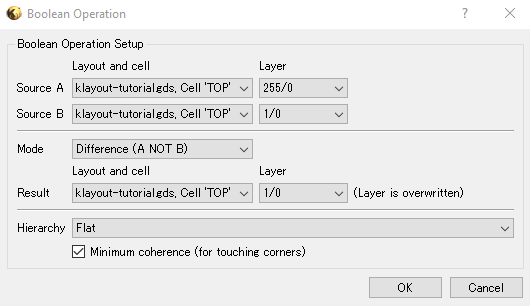 Boolean Operation
? ×
Boolean Operation Setup
Layout and cell Layer
Source A klayout-tutorial.gds, Cell 'TOP' 255/0
Source B klayout-tutorial.gds, Cell 'TOP' 1/0
Mode Difference (A NOT B)
Layout and cell Layer
Result klayout-tutorial.gds, Cell 'TOP' 1/0 (Layer is overwritten)
Hierarchy Flat
Minimum coherence (for touching corners)
OK Cancel